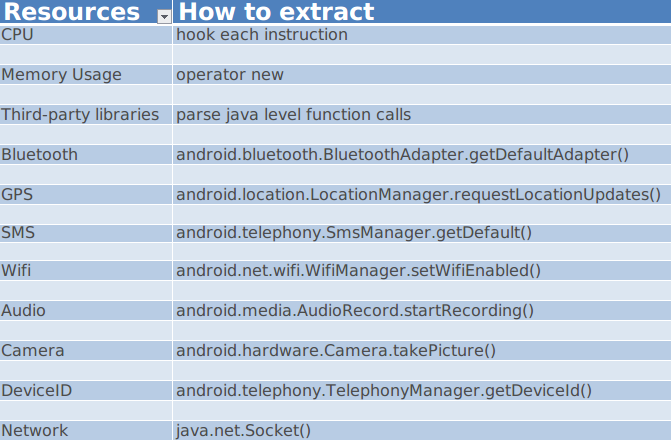 Resources How to extract
CPU hook each instruction
Memory Usage operator new
Third-party libraries parse java level function calls
Bluetooth android.bluetooth.BluetoothAdapter.getDefaultAdapter()
GPS android.location.LocationManager.requestLocationUpdates()
SMS android.telephony.SmsManager.getDefault()
Wifi android.net.wifi.WifiManager.setWifiEnabled()
Audio android.media.AudioRecord.startRecording()
Camera android.hardware.Camera.takePicture()
DeviceID android.telephony.TelephonyManager.getDeviceId()
Network java.net.Socket()